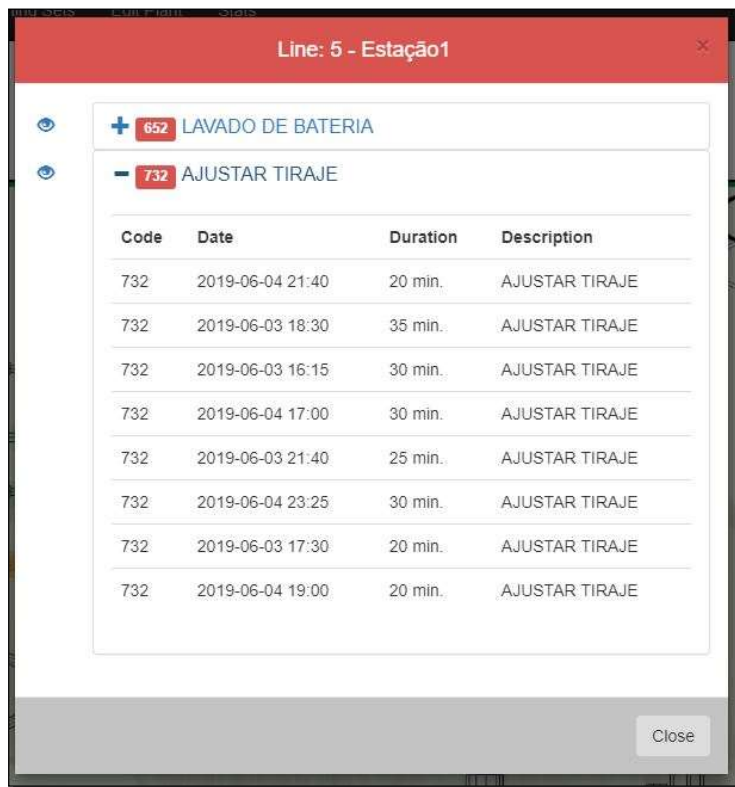 Edit Plant Stats
Line: 5 - Estação1 ×
652 LAVADO DE BATERIA
732 AJUSTAR TIRAJE
Code Date Duration Description
732 2019-06-04 21:40 20 min. AJUSTAR TIRAJE
732 2019-06-03 18:30 35 min. AJUSTAR TIRAJE
732 2019-06-03 16:15 30 min. AJUSTAR TIRAJE
732 2019-06-04 17:00 30 min. AJUSTAR TIRAJE
732 2019-06-03 21:40 25 min. AJUSTAR TIRAJE
732 2019-06-04 23:25 30 min. AJUSTAR TIRAJE
732 2019-06-03 17:30 20 min. AJUSTAR TIRAJE
732 2019-06-04 19:00 20 min. AJUSTAR TIRAJE
Close